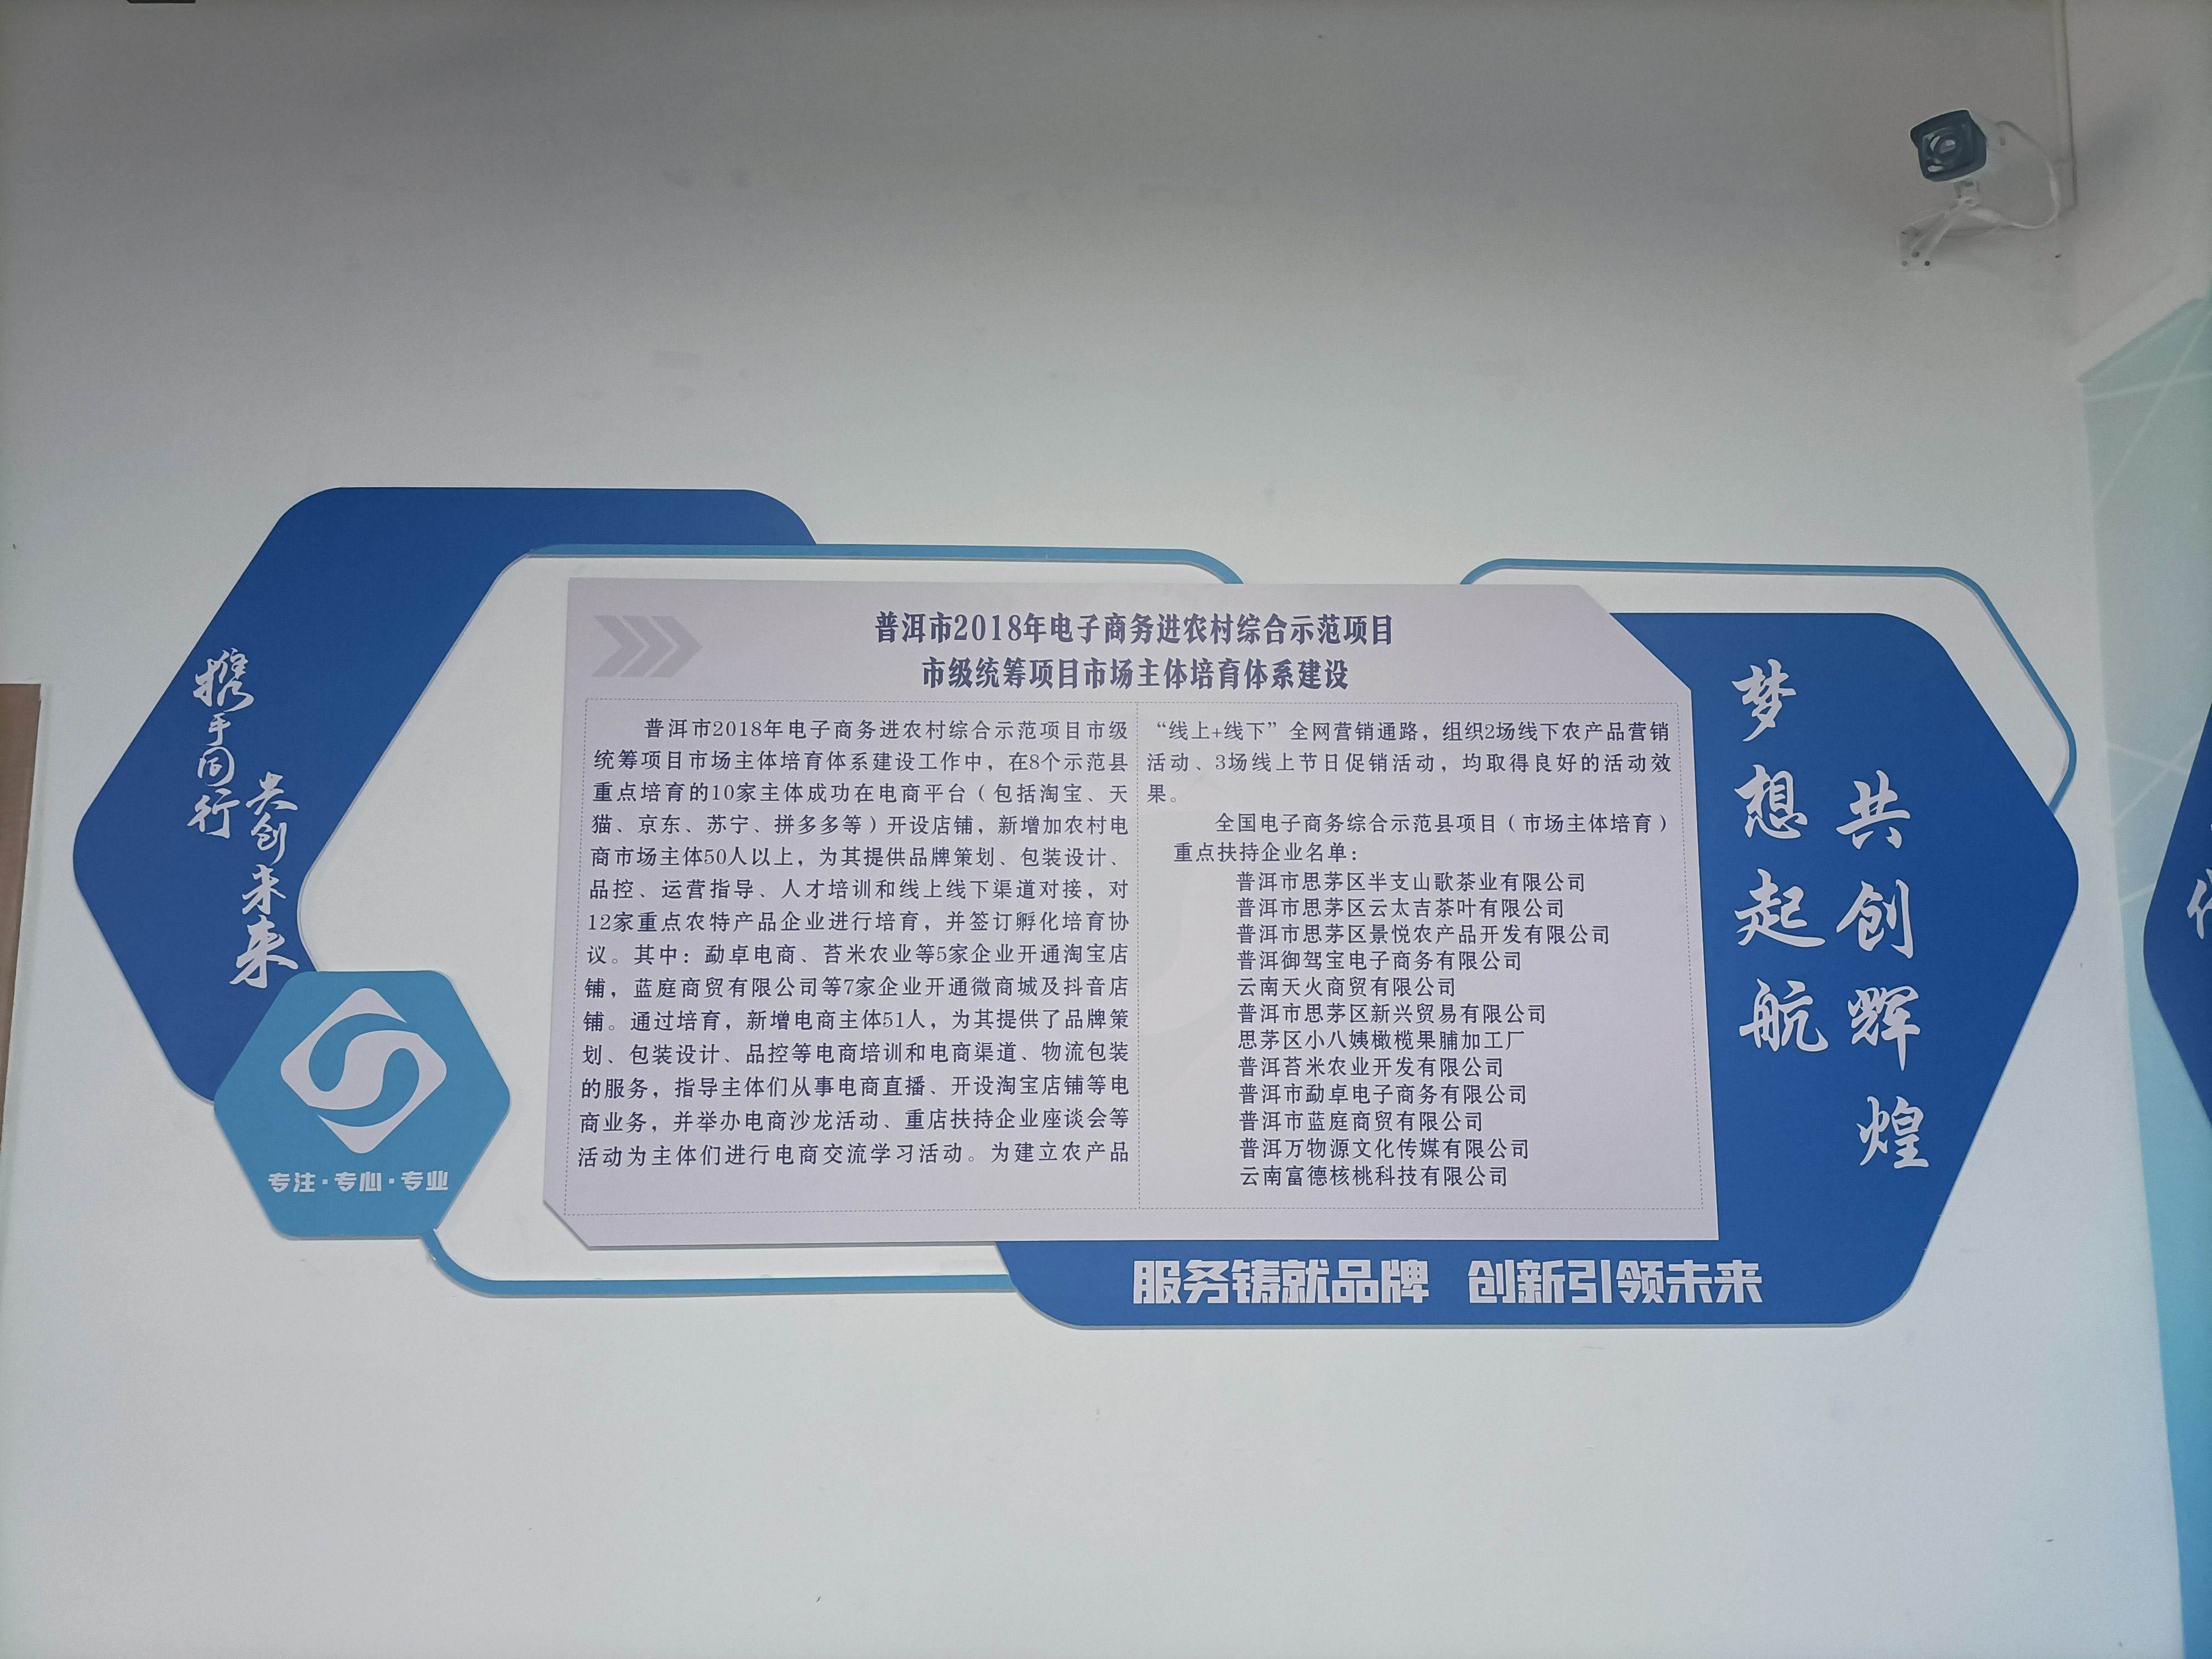 携手同行
共创未来
专注·专心·专业
普洱市2018年电子商务进农村综合示范项目
市级统筹项目市场主体培育体系建设
普洱市2018年电子商务进农村综合示范项目市级
统筹项目市场主体培育体系建设工作中，在8个示范县
重点培育的10家主体成功在电商平台（包括淘宝、天
猫、京东、苏宁、拼多多等）开设店铺，新增加农村电
商市场主体50人以上，为其提供品牌策划、包装设计、
品控、运营指导、人才培训和线上线下渠道对接，对
12家重点农特产品企业进行培育，并签订孵化培育协
议。其中：勐卓电商、苔米农业等5家企业开通淘宝店
铺，蓝庭商贸有限公司等7家企业开通微商城及抖音店
铺。通过培育，新增电商主体51人，为其提供了品牌策
划、包装设计、品控等电商培训和电商渠道、物流包装
的服务，指导主体们从事电商直播、开设淘宝店铺等电
商业务，并举办电商沙龙活动、重店扶持企业座谈会等
活动为主体们进行电商交流学习活动。为建立农产品
“线上+线下”全网营销通路，组织2场线下农产品营销
活动、3场线上节日促销活动，均取得良好的活动效
果。
全国电子商务综合示范县项目（市场主体培育）
重点扶持企业名单：
普洱市思茅区半支山歌茶业有限公司
普洱市思茅区云太吉茶叶有限公司
普洱市思茅区景悦农产品开发有限公司
普洱御驾宝电子商务有限公司
云南天火商贸有限公司
普洱市思茅区新兴贸易有限公司
思茅区小八姨橄榄果脯加工厂
普洱苔米农业开发有限公司
普洱市勐卓电子商务有限公司
普洱市蓝庭商贸有限公司
普洱万物源文化传媒有限公司
云南富德核桃科技有限公司
梦想起航
共创辉煌
服务铸就品牌 创新引领未来